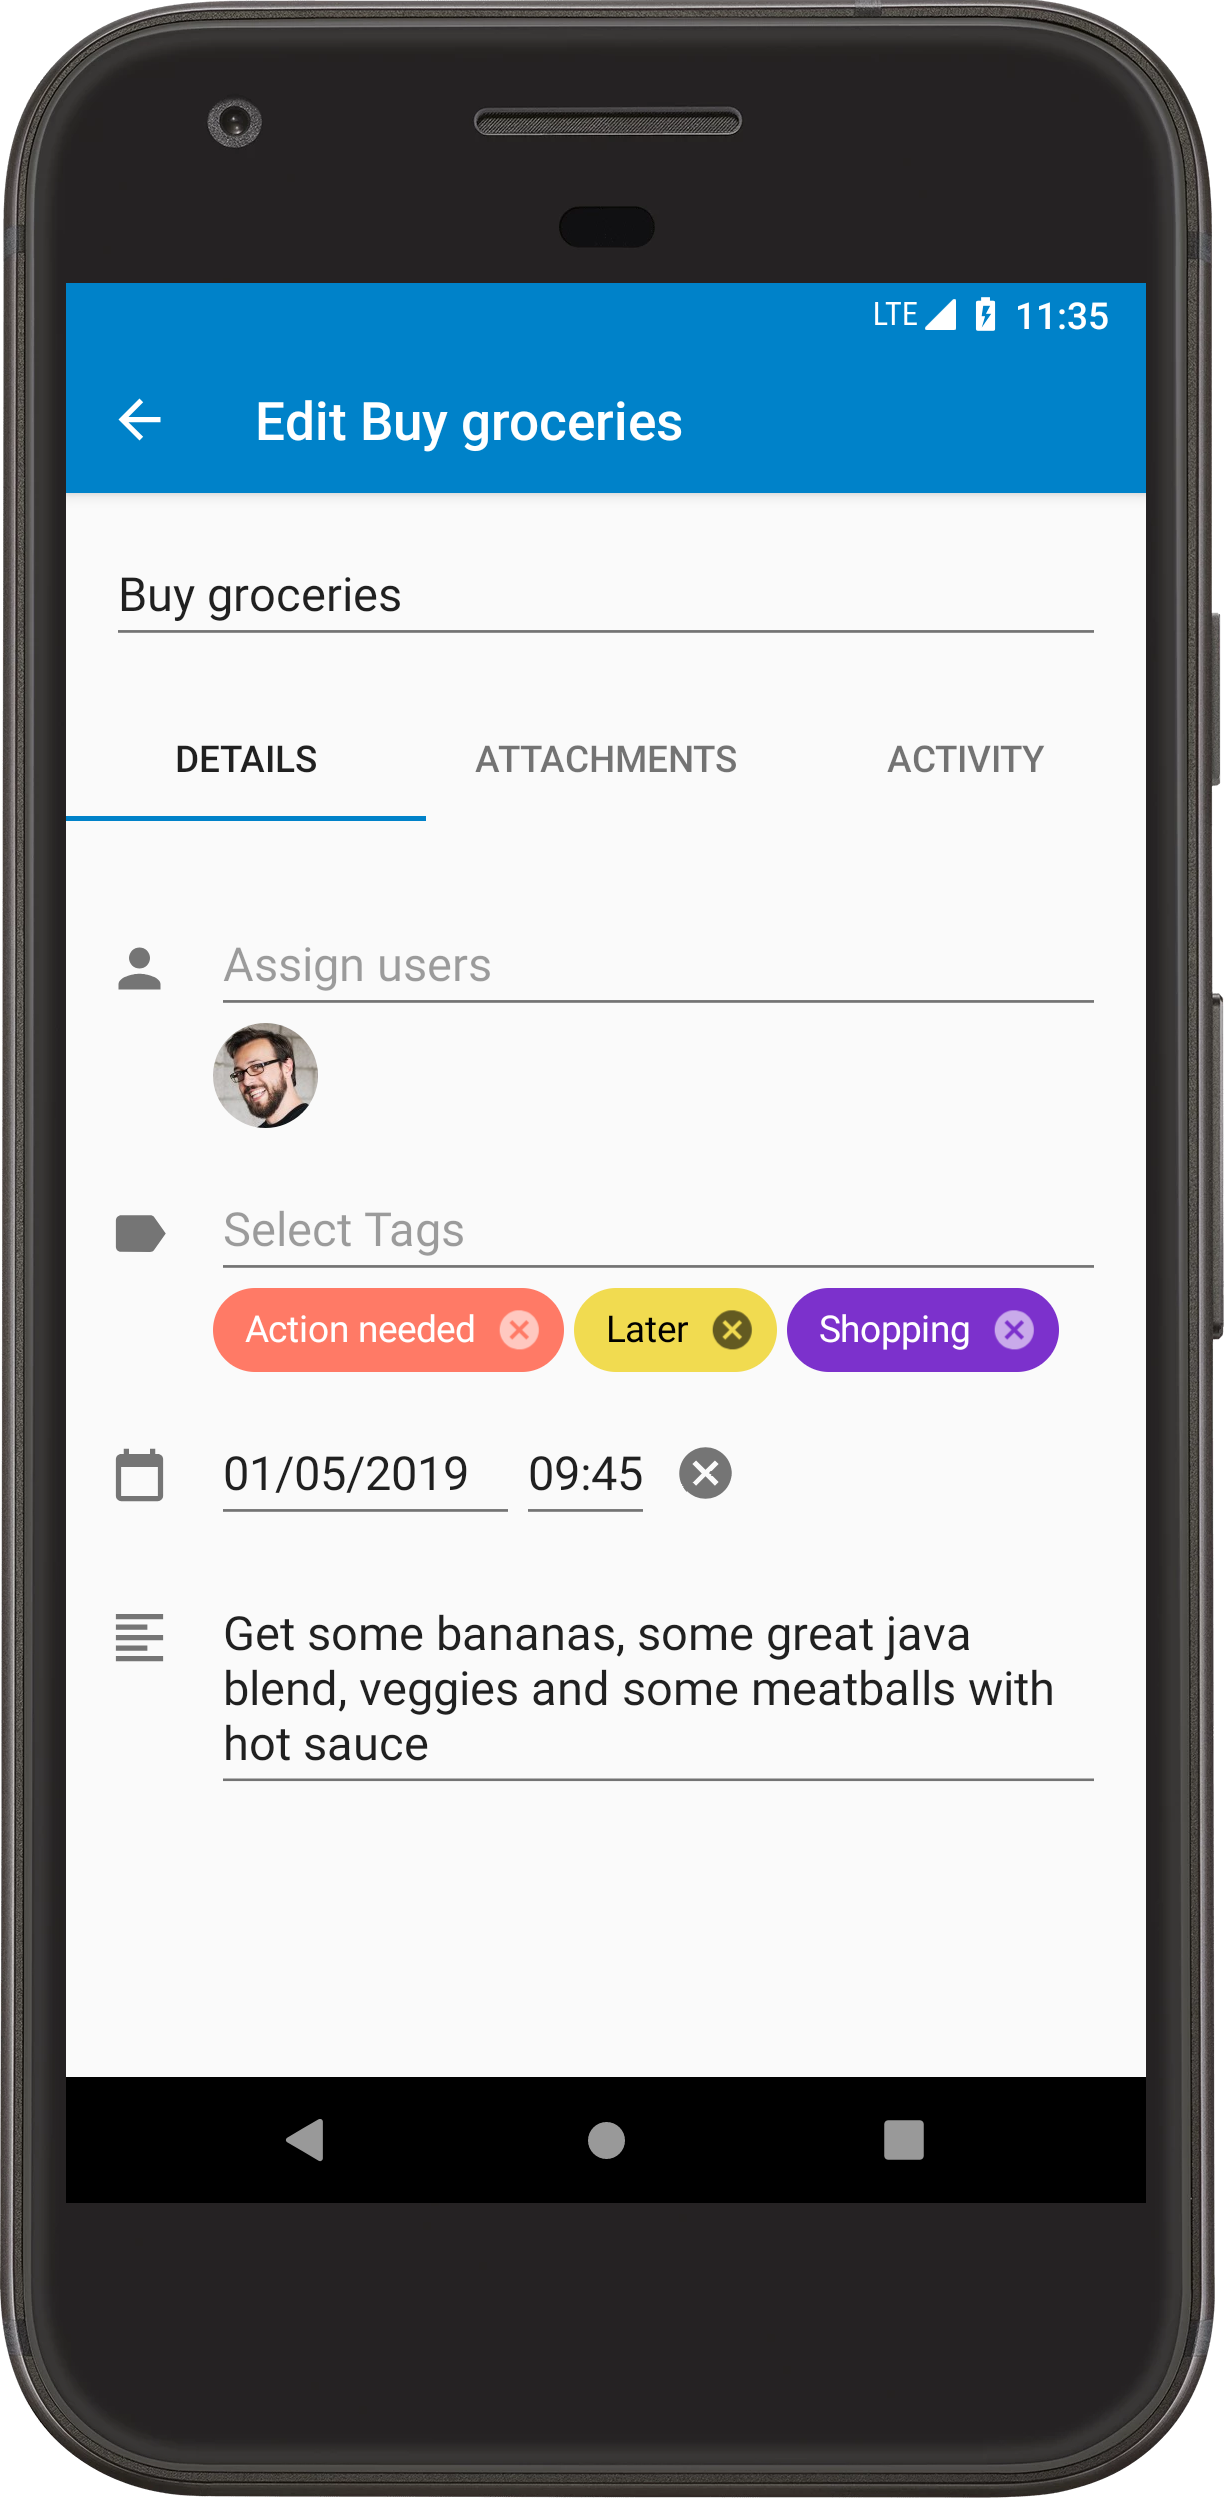 LTE 11:35
Edit Buy groceries
Buy groceries
DETAILS ATTACHMENTS ACTIVITY
Assign users
Select Tags
Action needed Later Shopping
01/05/2019 09:45
Get some bananas, some great java
blend, veggies and some meatballs with
hot sauce